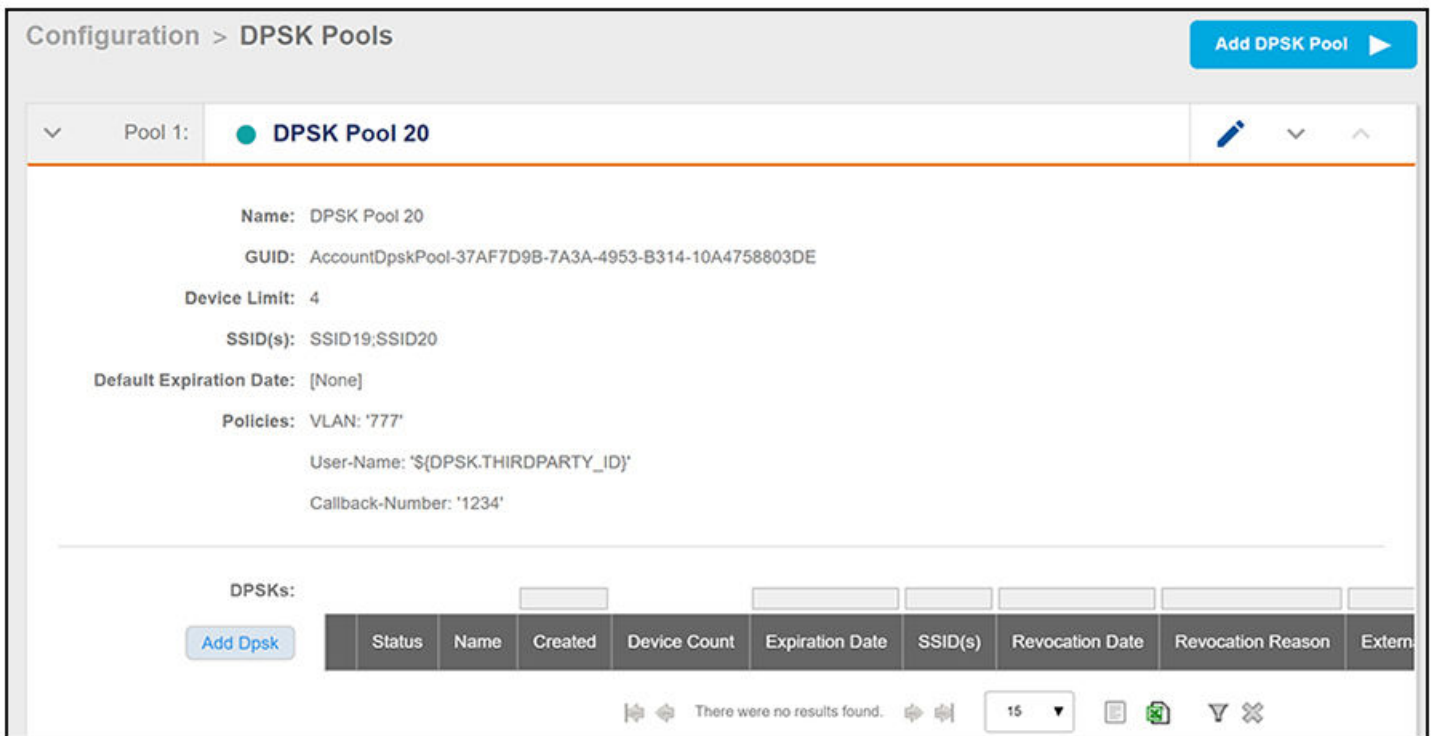 Configuration > DPSK Pools
Add DPSK Pool
Pool 1:
DPSK Pool 20
Name: DPSK Pool 20
GUID: AccountDpskPool-37AF7D9B-7A3A-4953-B314-10A4758803DE
Device Limit: 4
SSID(s): SSID19;SSID20
Default Expiration Date: [None]
Policies: VLAN: '777'
User-Name: '${DPSK.THIRDPARTY_ID}'
Callback-Number: '1234'
DPSKs:
Add Dpsk
Status Name Created Device Count Expiration Date SSID(s) Revocation Date Revocation Reason
There were no results found. 15